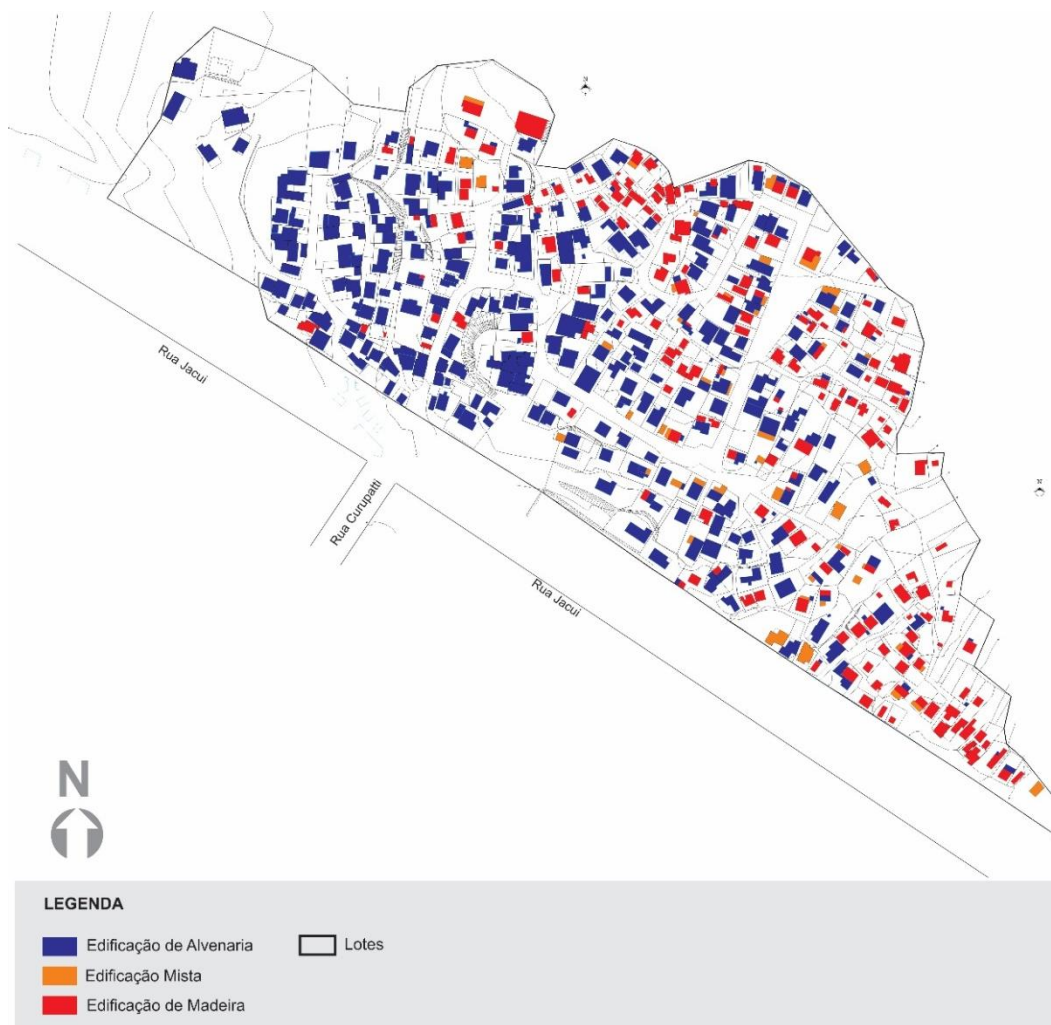 N
N
Rua Jacui
Rua Curupatti
Rua Jacui
N
LEGENDA
Edificação de Alvenaria
Lotes
Edificação Mista
Edificação de Madeira